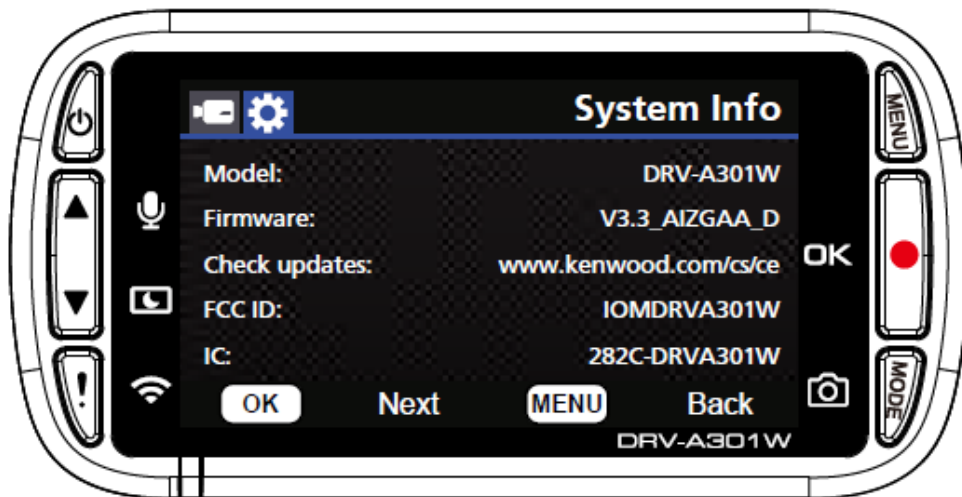 System Info
MENU
Model: DRV-A301W
Firmware: V3.3_AIZGAA_D
Check updates: www.kenwood.com/cs/ce
OK
FCC ID: IOMDRVA301W
IC: 282C-DRVA301W
! OK Next MENU Back MODE
DRV-A301W